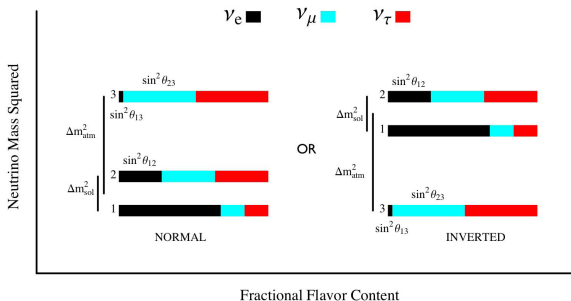 νe νμ ντ
Neutrino Mass Squared
sin²θ23
3
sin²θ13
Δm²atm
sin²θ12
2
Δm²sol
1
NORMAL
OR
sin²θ12
2
Δm²sol
1
Δm²atm
sin²θ23
3
sin²θ13
INVERTED
Fractional Flavor Content